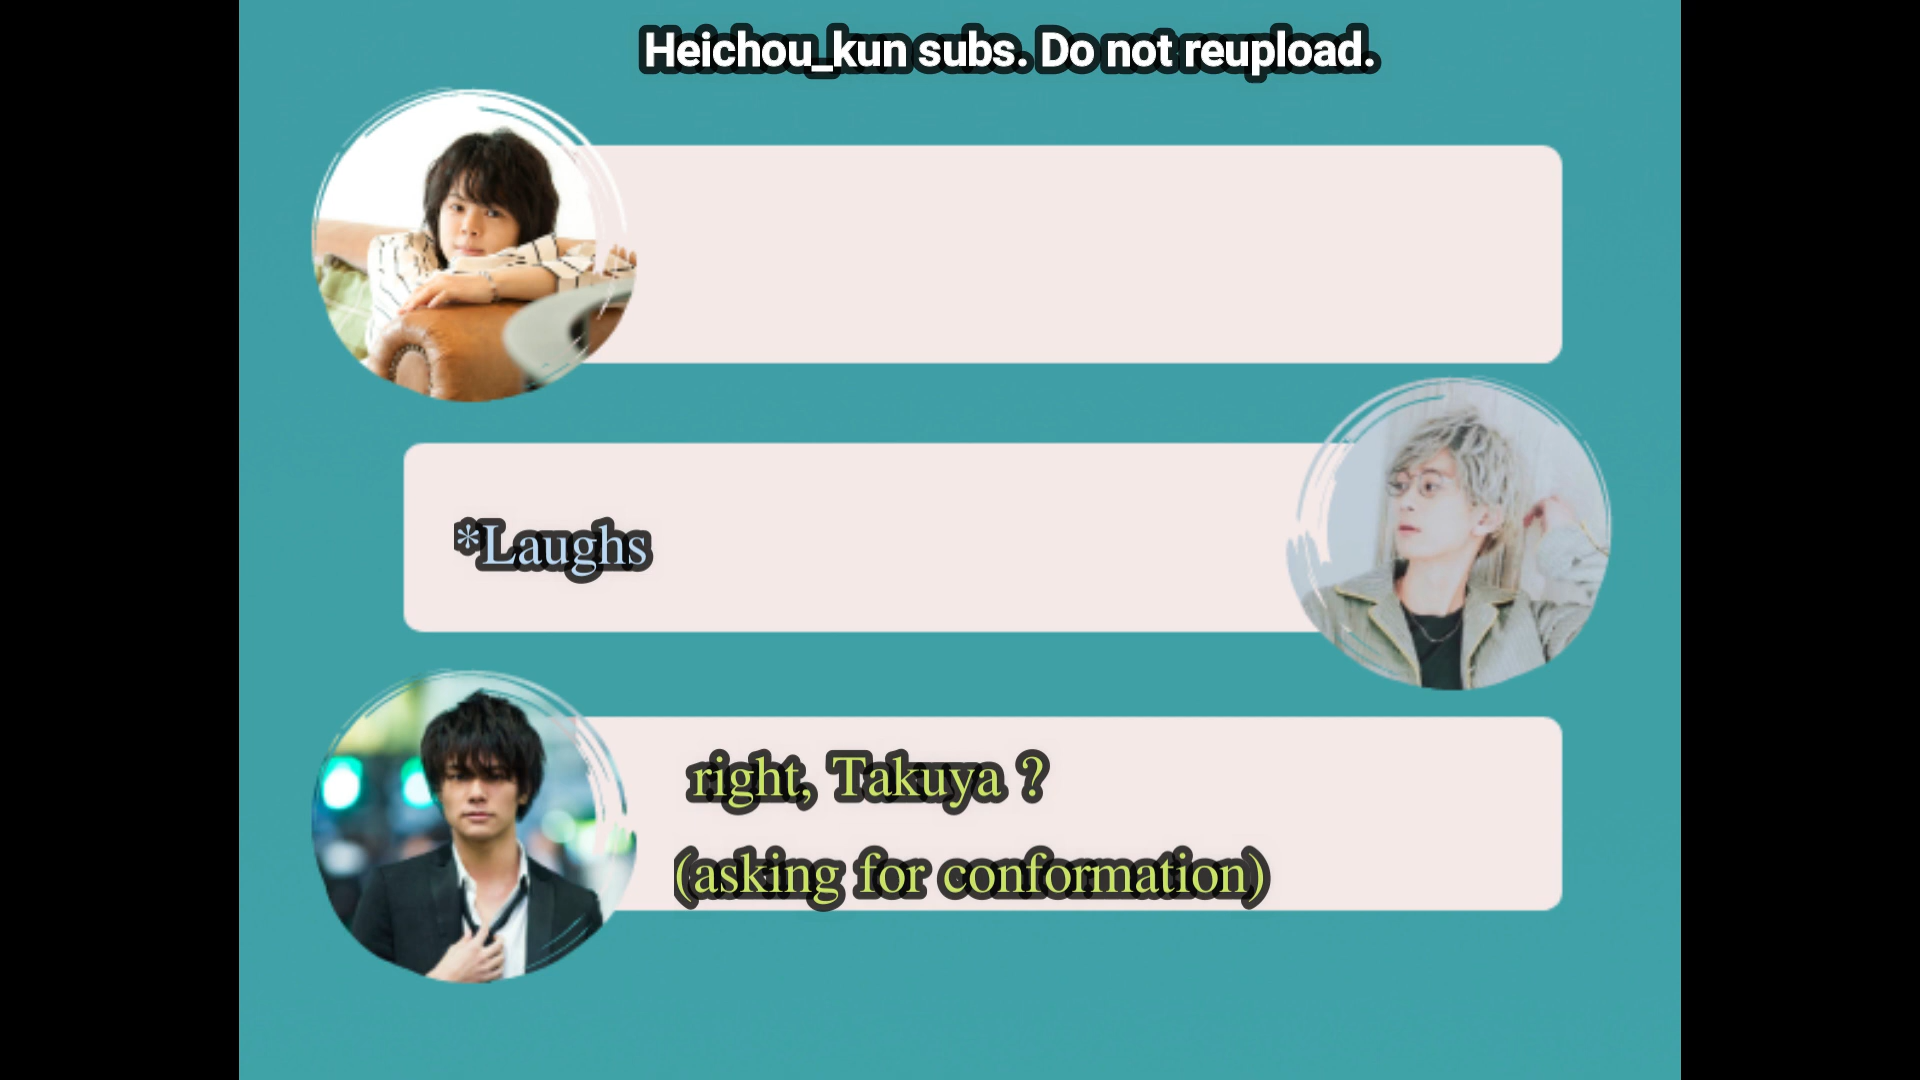 Heichou_kun subs. Do not reupload.
*Laughs
right, Takuya ?
(asking for conformation)